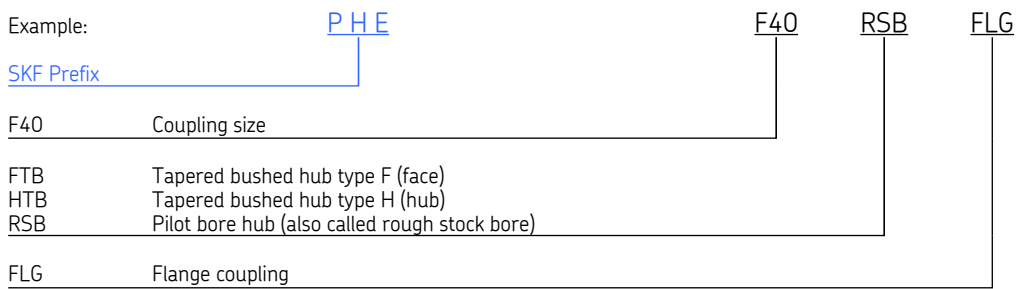 Example: P H E F40 RSB FLG
SKF Prefix
F40 Coupling size
FTB Tapered bushed hub type F (face)
HTB Tapered bushed hub type H (hub)
RSB Pilot bore hub (also called rough stock bore)
FLG Flange coupling